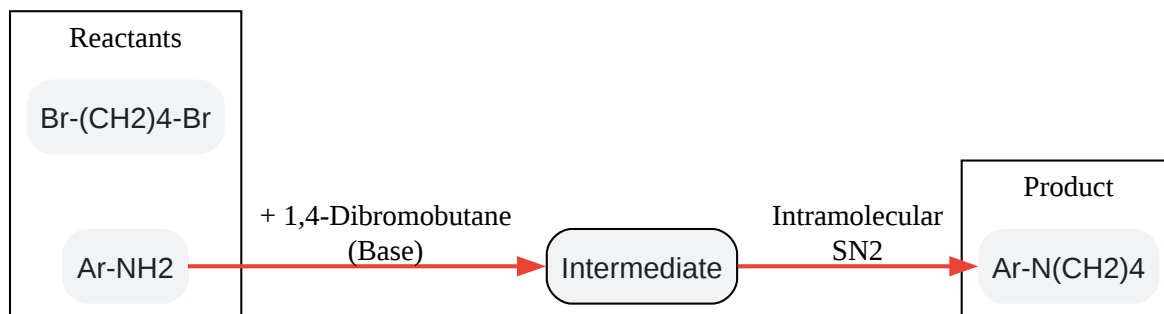 Reactants
Br-(CH2)4-Br
Ar-NH2
+ 1,4-Dibromobutane
(Base)
Intermediate
Intramolecular
SN2
Product
Ar-N(CH2)4